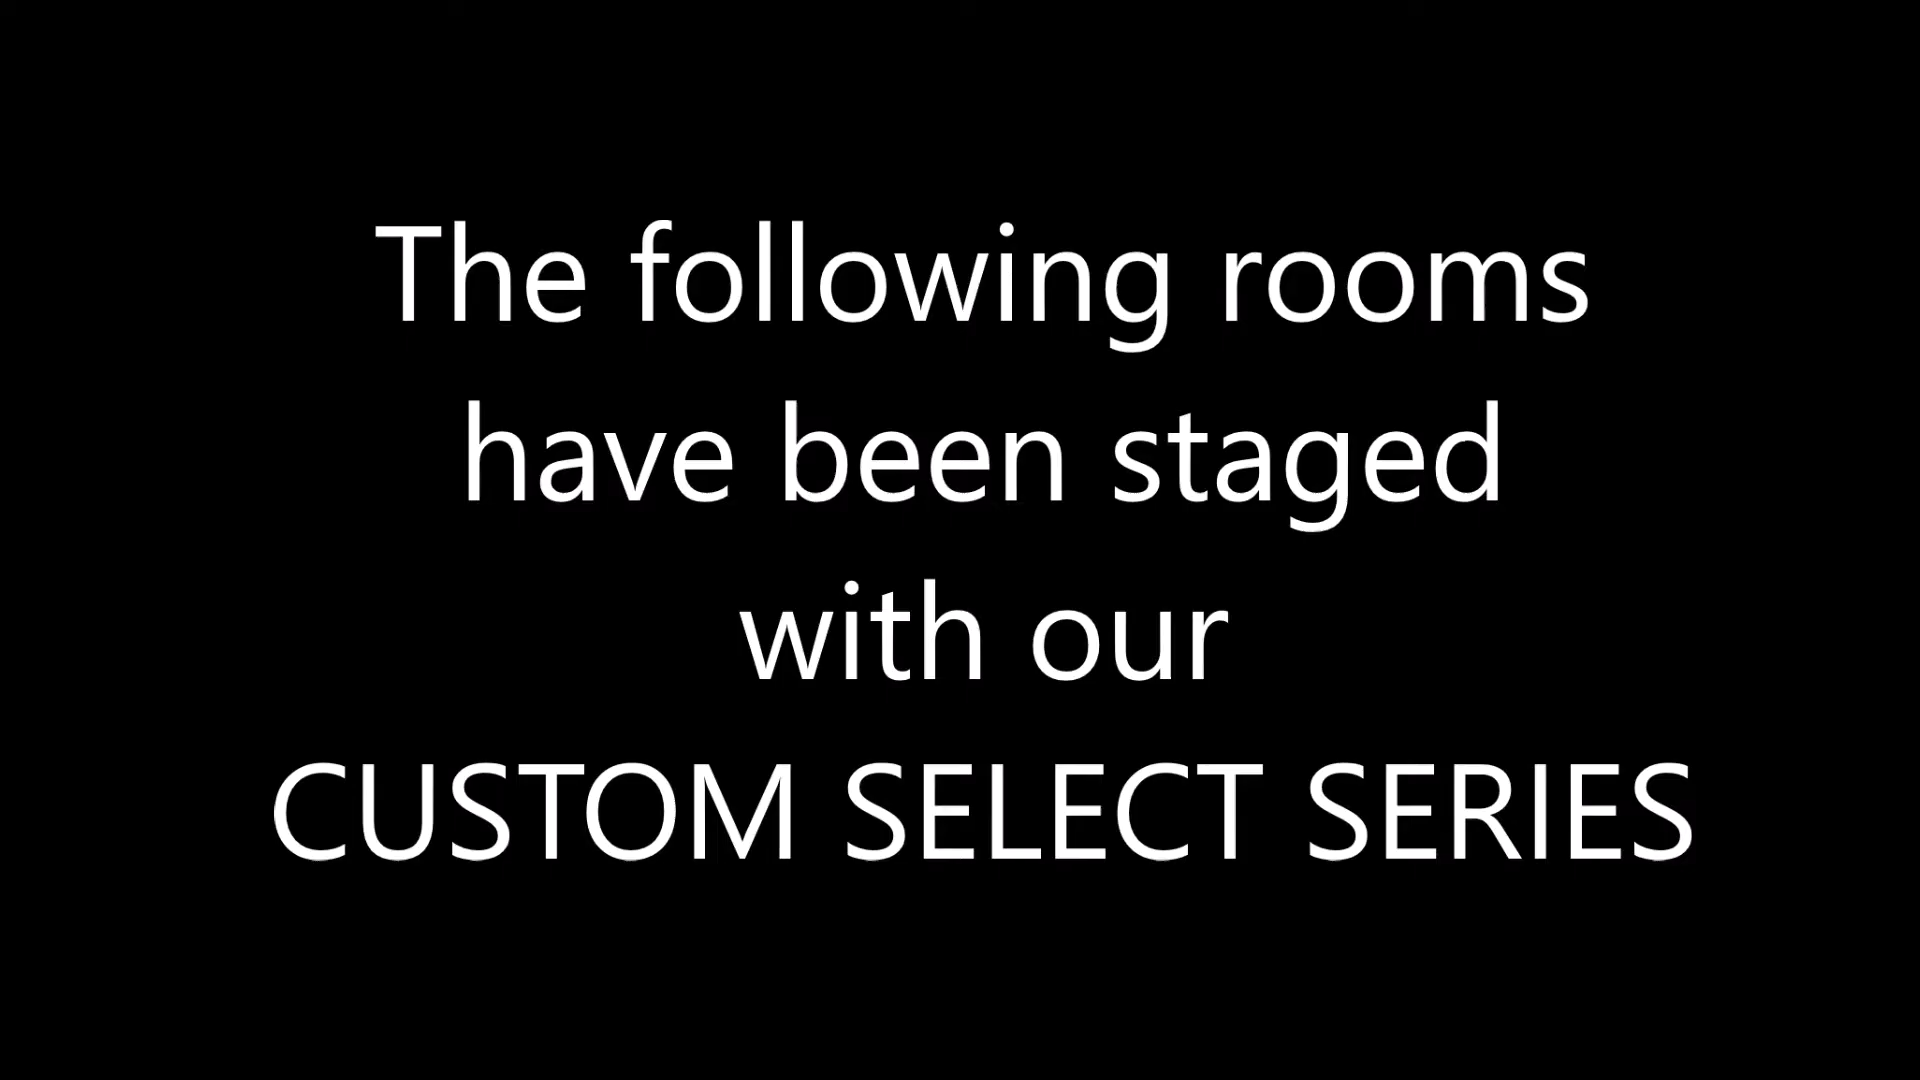 The following rooms
have been staged
with our
CUSTOM SELECT SERIES